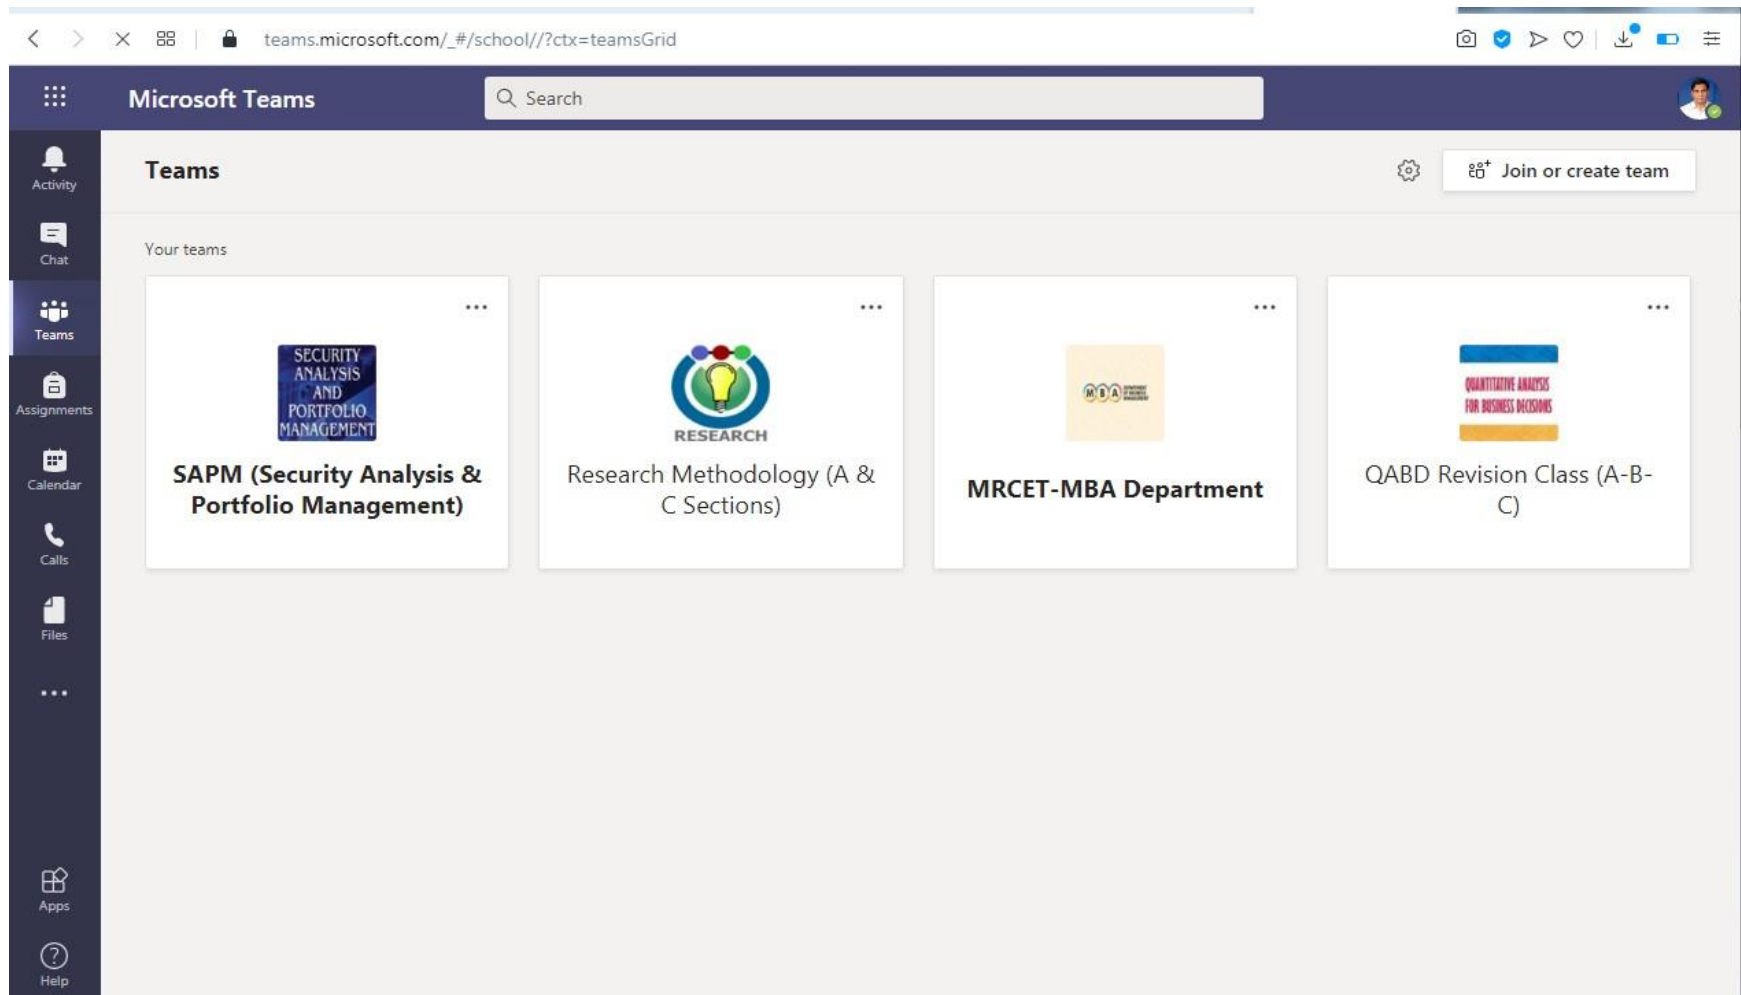 teams.microsoft.com/_#/school//?ctx=teamsGrid
Microsoft Teams
Search
Activity
Chat
Teams
Assignments
Calendar
Calls
Files
Apps
Help
Teams
Join or create team
Your teams
SECURITY
ANALYSIS
AND
PORTFOLIO
MANAGEMENT
SAPM (Security Analysis &
Portfolio Management)
RESEARCH
Research Methodology (A &
C Sections)
MBA
MRCET-MBA Department
QUANTITATIVE ANALYSIS
FOR BUSINESS DECISIONS
QABD Revision Class (A-B-
C)